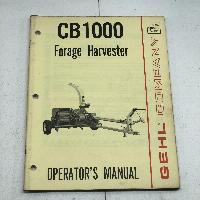 CB1000
Forage Harvester
OPERATOR'S MANUAL
GEHL COMPANY